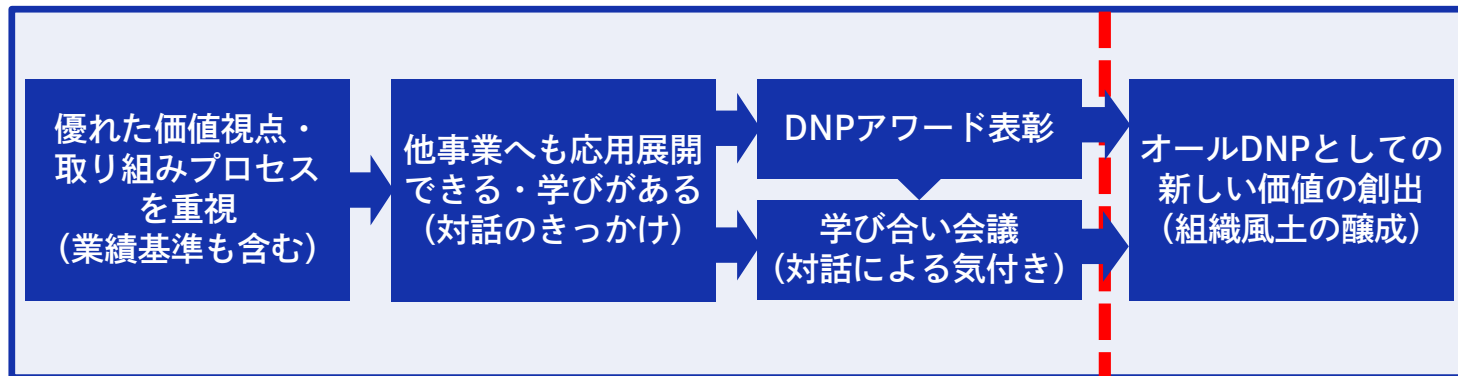 優れた価値視点・
取り組みプロセス
を重視
（業績基準も含む）
他事業へも応用展開
できる・学びがある
（対話のきっかけ）
DNPアワード表彰
学び合い会議
（対話による気付き）
オールDNPとしての
新しい価値の創出
（組織風土の醸成）